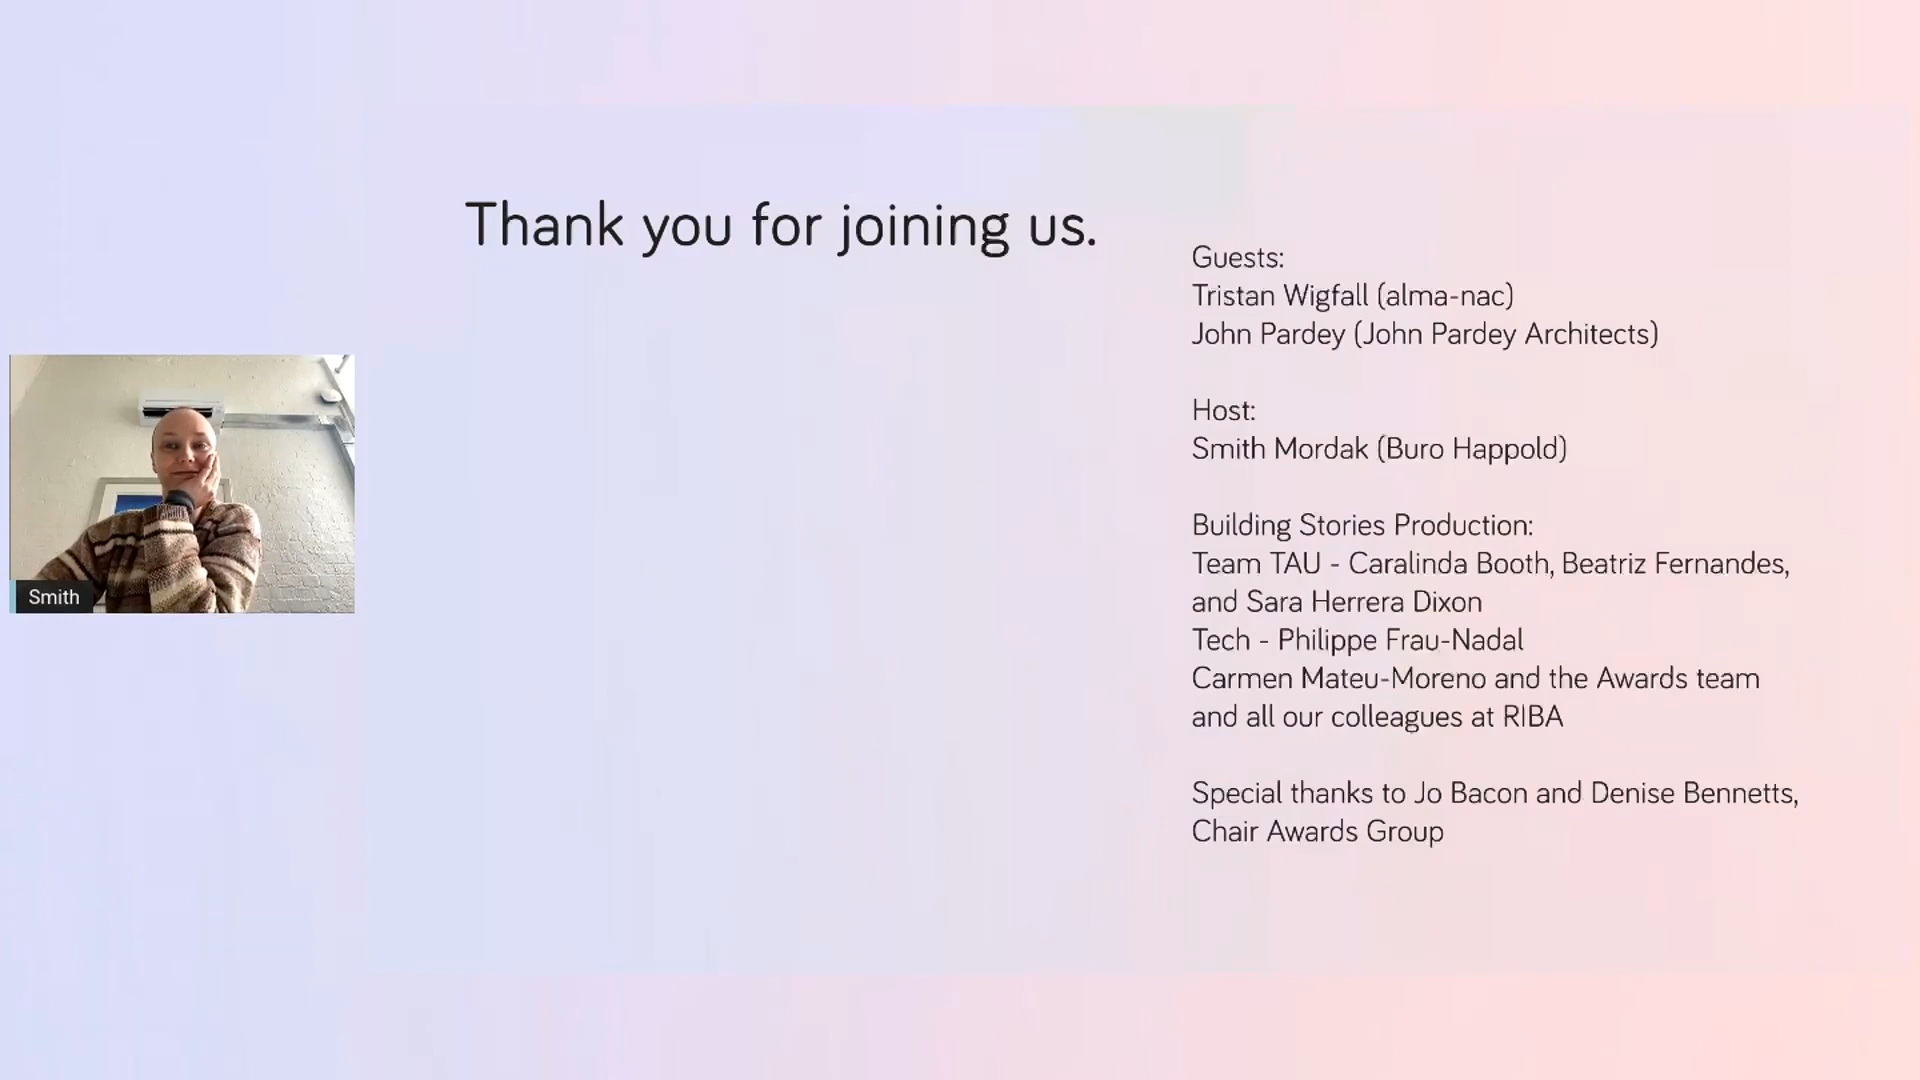 Thank you for joining us.
Guests:
Tristan Wigfall (alma-nac)
John Pardey (John Pardey Architects)
Host:
Smith Mordak (Buro Happold)
Building Stories Production:
Team TAU - Caralinda Booth, Beatriz Fernandes,
and Sara Herrera Dixon
Tech - Philippe Frau-Nadal
Carmen Mateu-Moreno and the Awards team
and all our colleagues at RIBA
Special thanks to Jo Bacon and Denise Bennetts,
Chair Awards Group
Smith